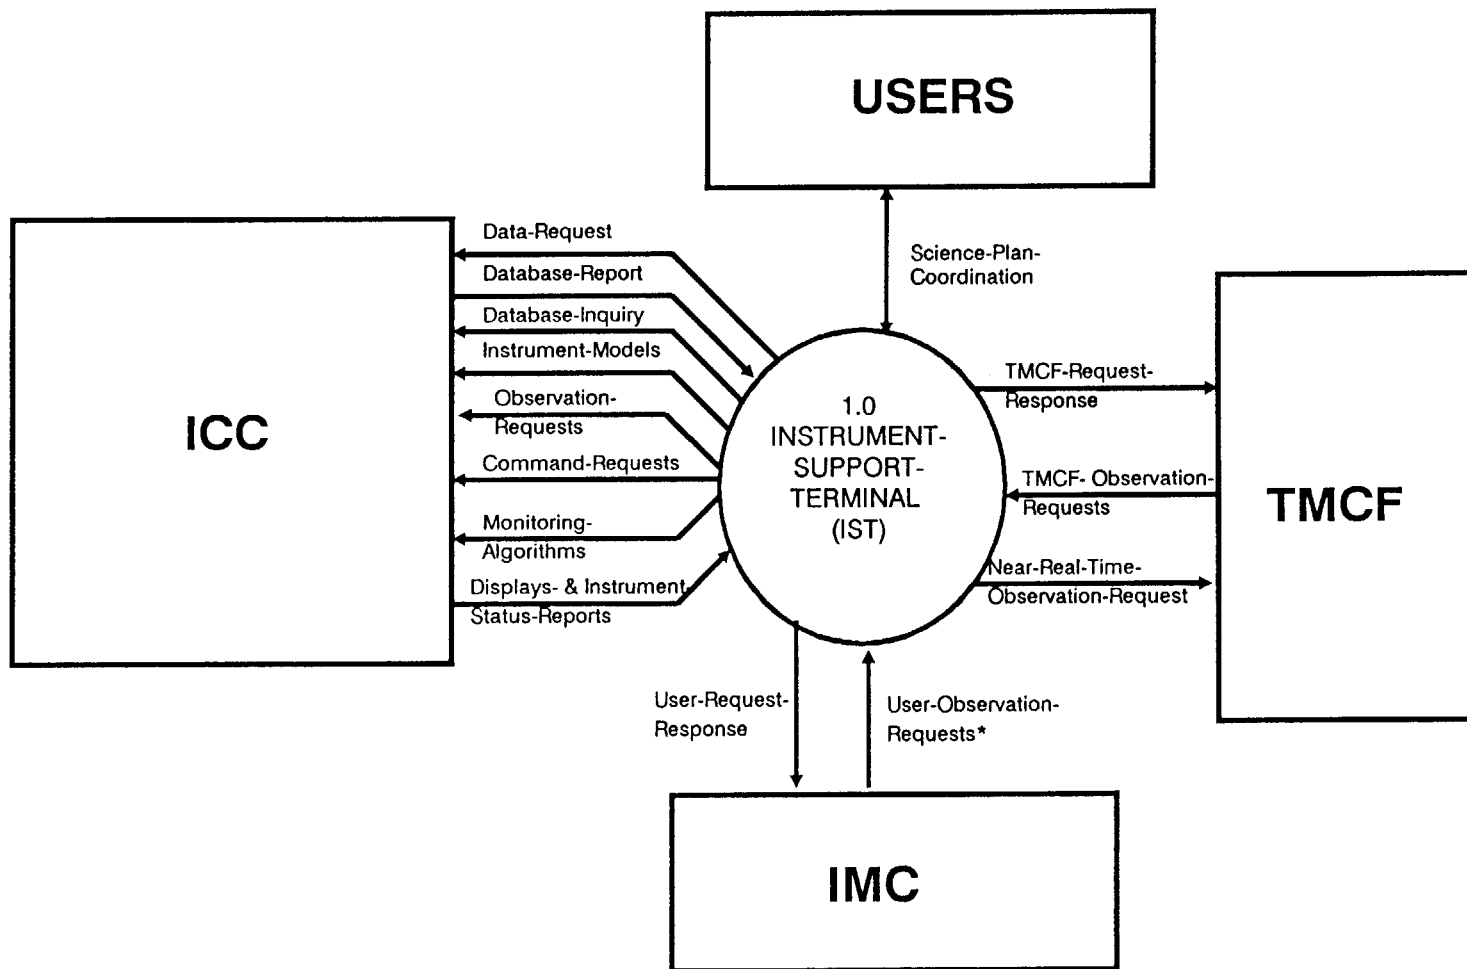 USERS
Science-Plan-
Coordination
ICC
Data-Request
Database-Report
Database-Inquiry
Instrument-Models
Observation-
Requests
Command-Requests
Monitoring-
Algorithms
Displays- & Instrument-
Status-Reports
1.0
INSTRUMENT-
SUPPORT-
TERMINAL
(IST)
TMCF-Request-
Response
TMCF- Observation-
Requests
Near-Real-Time-
Observation-Request
TMCF
User-Request-
Response
User-Observation-
Requests*
IMC